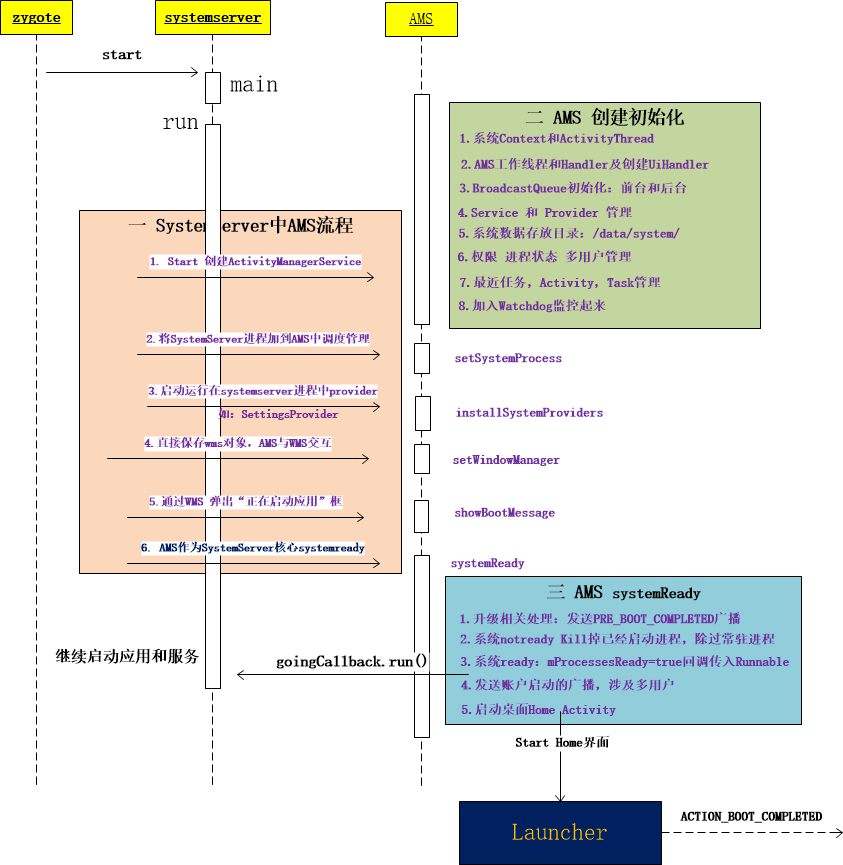 zygote
systemserver
AMS
start
main
run
二 AMS 创建初始化
1.系统Context和ActivityThread
2.AMS工作线程和Handler及创建UiHandler
3.BroadcastQueue初始化：前台和后台
4.Service 和 Provider 管理
5.系统数据存放目录：/data/system/
6.权限 进程状态 多用户管理
7.最近任务，Activity，Task管理
8.加入Watchdog监控起来
一 Systemserver中AMS流程
1. Start 创建ActivityManagerService
2.将SystemServer进程加到AMS中调度管理
setSystemProcess
3.启动运行在systemserver进程中provider
如：SettingsProvider
installSystemProviders
4.直接保存wms对象，AMS与WMS交互
setWindowManager
5.通过WMS 弹出“正在启动应用”框
showBootMessage
6. AMS作为SystemServer核心systemready
systemReady
三 AMS systemReady
1.升级相关处理：发送PRE_BOOT_COMPLETED广播
2.系统notready Kill掉已经启动进程，除过常驻进程
3.系统ready：mProcessesReady=true回调传入Runnable
4.发送账户启动的广播，涉及多用户
5.启动桌面Home Activity
继续启动应用和服务
goingCallback.run()
Start Home界面
Launcher
ACTION_BOOT_COMPLETED